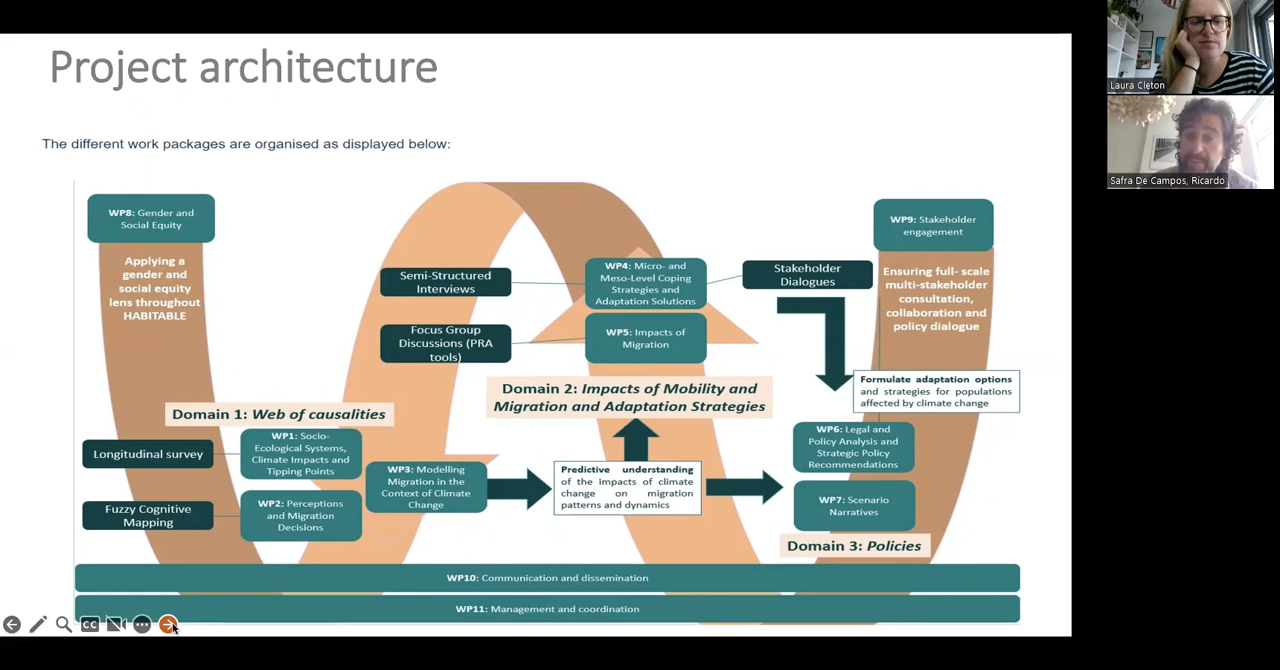 Project architecture
The different work packages are organised as displayed below:
WP8: Gender and
Social Equity
Applying a
gender and
social equity
lens throughout
HABITABLE
Semi-Structured
Interviews
Focus Group
Discussions (PRA
tools)
WP4: Micro- and
Meso-Level Coping
Strategies and
Adaptation Solutions
WP5: Impacts of
Migration
Stakeholder
Dialogues
WP9: Stakeholder
engagement
Ensuring full- scale
multi-stakeholder
consultation,
collaboration and
policy dialogue
Formulate adaptation options
and strategies for populations
affected by climate change
Domain 1: Web of causalities
Domain 2: Impacts of Mobility and
Migration and Adaptation Strategies
Longitudinal survey
Fuzzy Cognitive
Mapping
WP1: Socio-
Ecological Systems,
Climate Impacts and
Tipping Points
WP2: Perceptions
and Migration
Decisions
WP3: Modelling
Migration in the
Context of Climate
Change
Predictive understanding
of the impacts of climate
change on migration
patterns and dynamics
WP6: Legal and
Policy Analysis and
Strategic Policy
Recommendations
WP7: Scenario
Narratives
Domain 3: Policies
WP10: Communication and dissemination
WP11: Management and coordination
CC
Laura Cleton
Safra De Campos, Ricardo